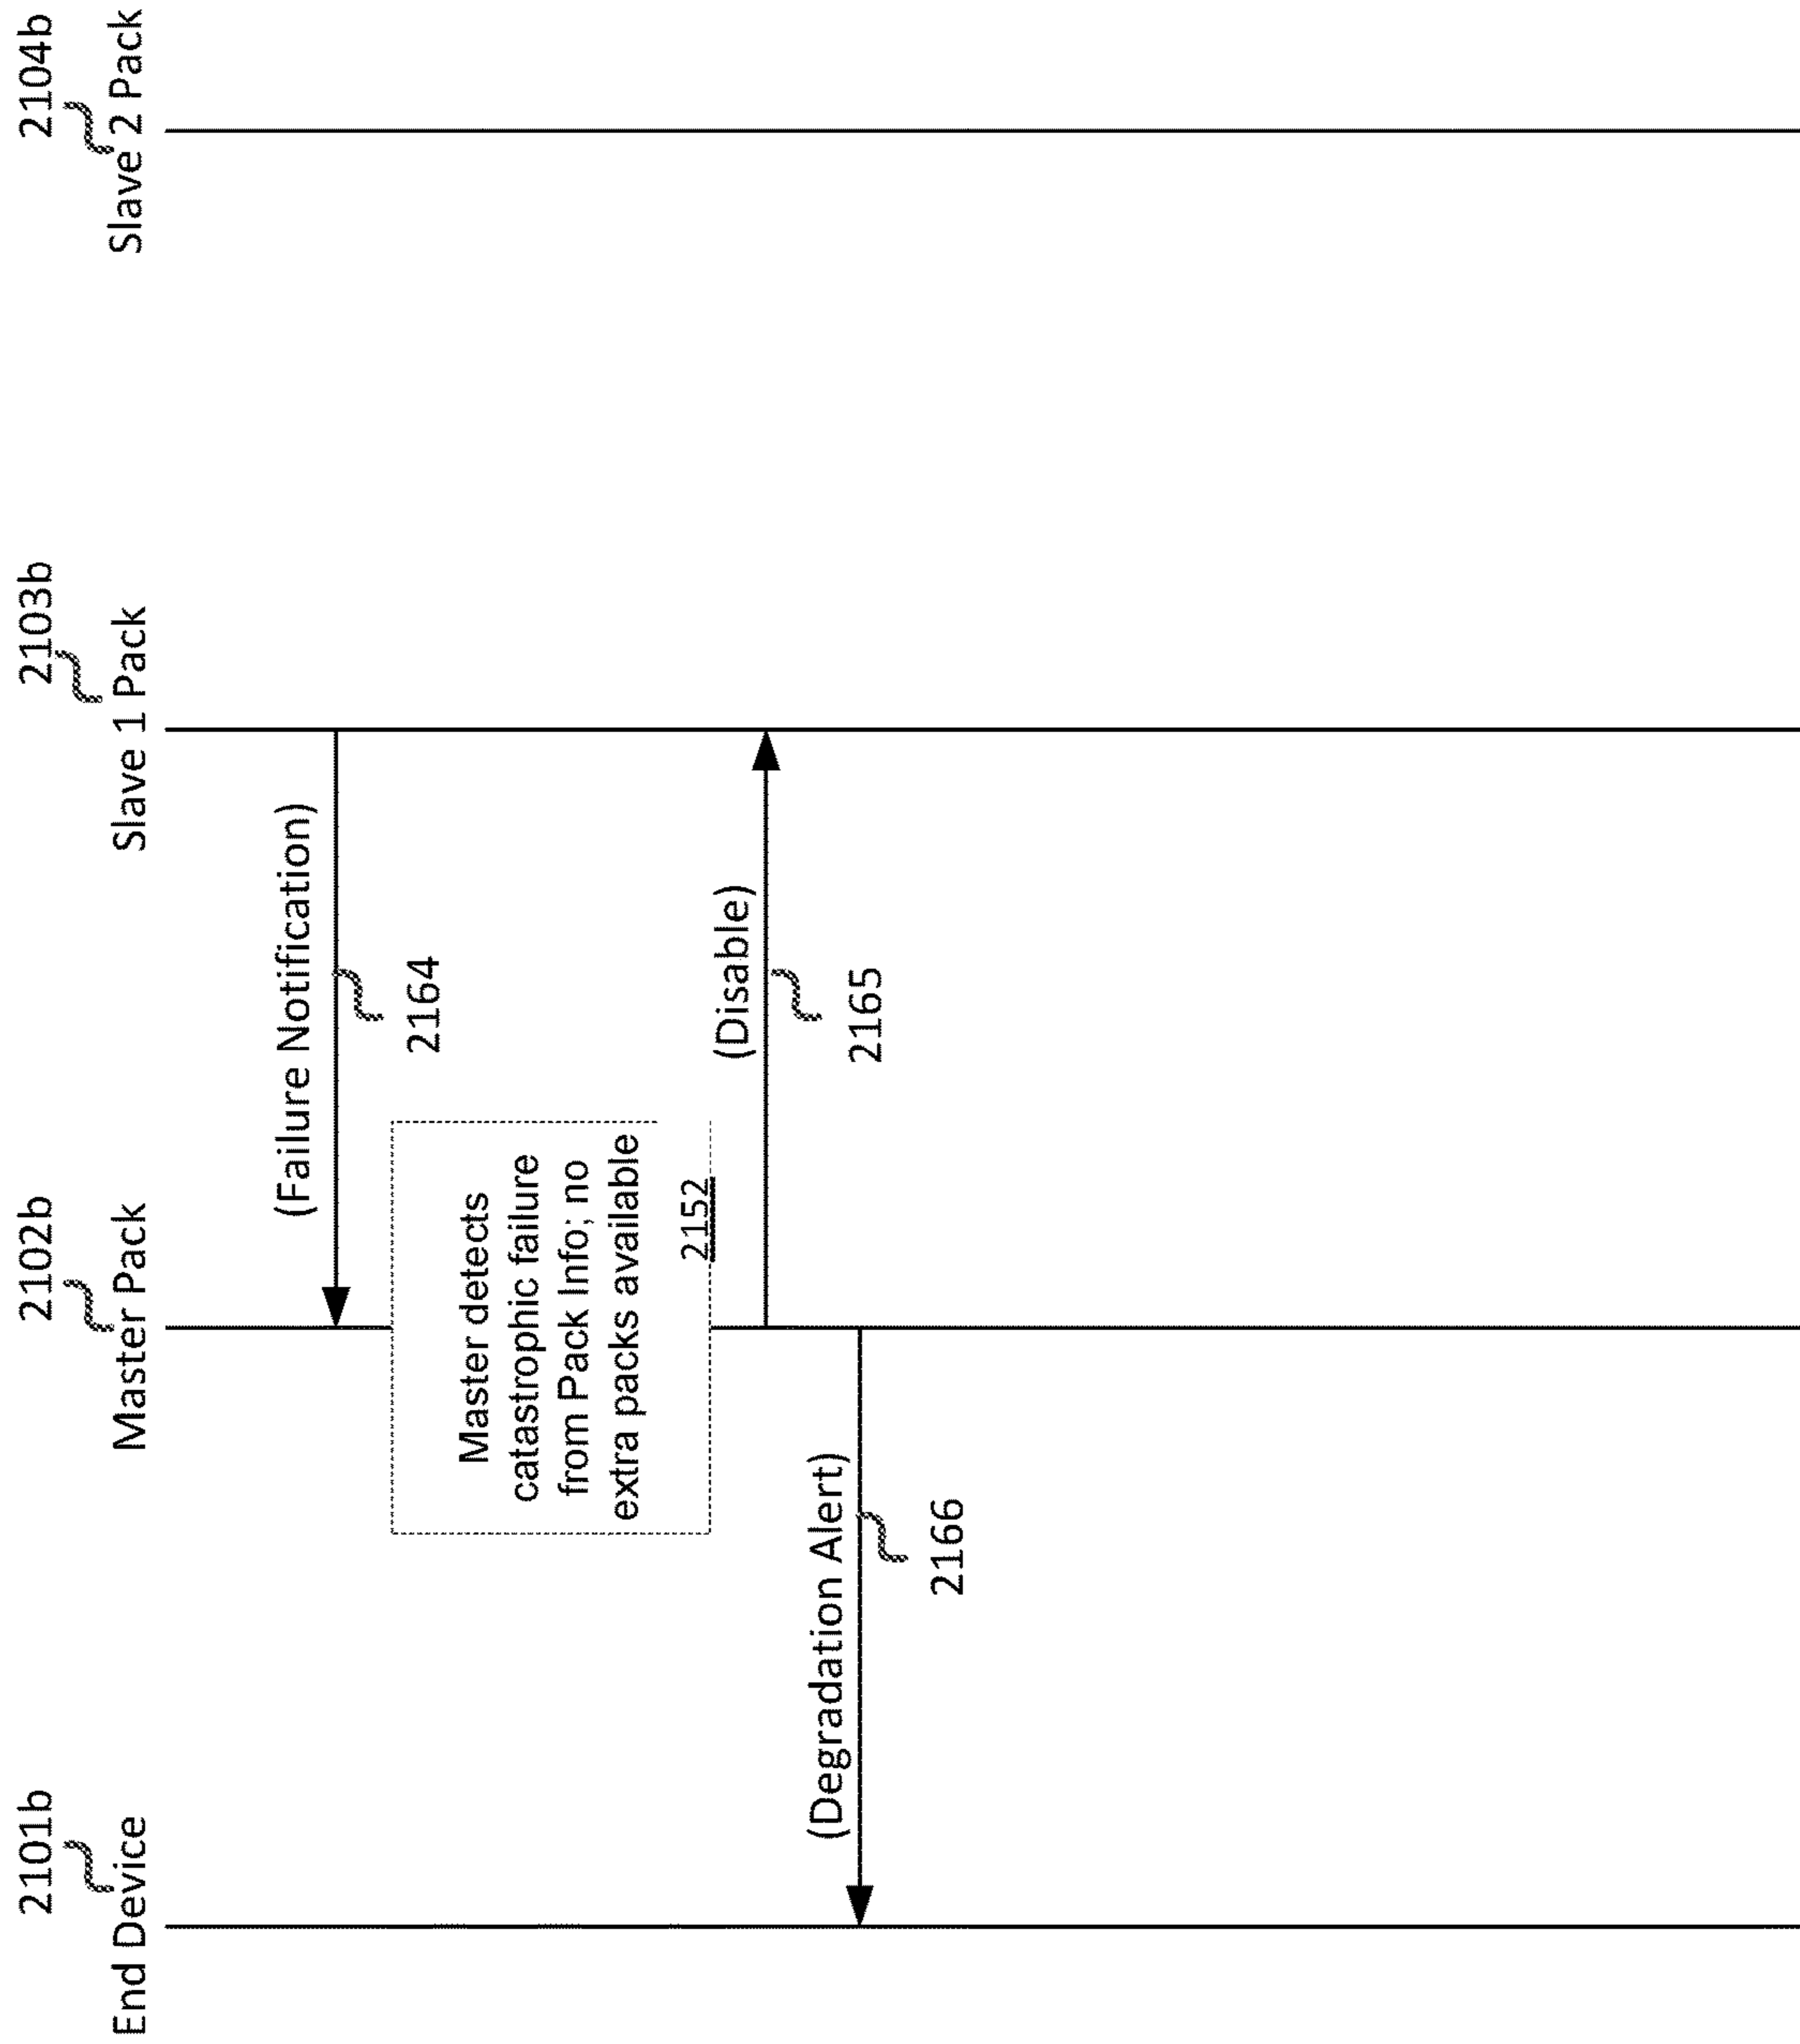 2101b
2102b
2103b
2104b
End Device
Master Pack
Slave 1 Pack
Slave 2 Pack
(Failure Notification)
2164
Master detects
catastrophic failure
from Pack Info; no
extra packs available
2152
(Disable)
2165
(Degradation Alert)
2166